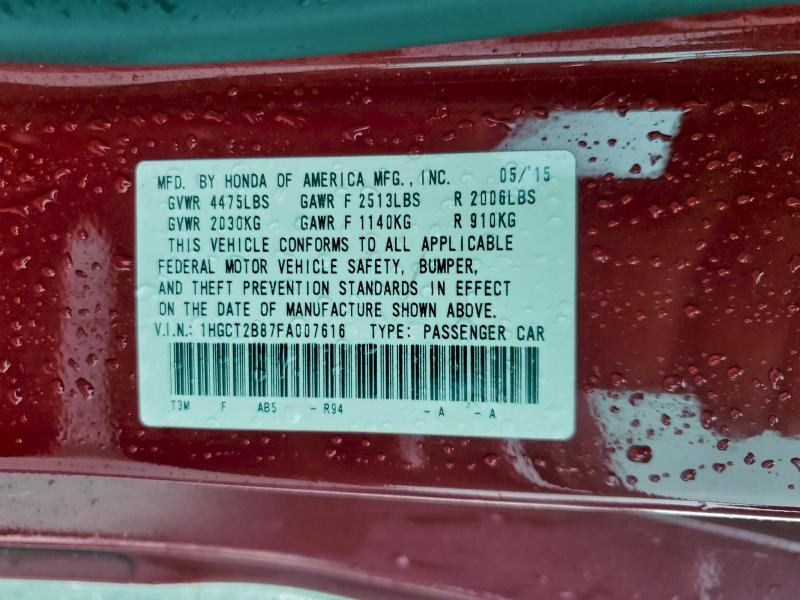 MFD. BY HONDA OF AMERICA MFG., INC. 05/'15
GVWR 4475LBS GAWR F 2513LBS R 2006LBS
GVWR 2030KG GAWR F 1140KG R 910KG
THIS VEHICLE CONFORMS TO ALL APPLICABLE
FEDERAL MOTOR VEHICLE SAFETY, BUMPER,
AND THEFT PREVENTION STANDARDS IN EFFECT
ON THE DATE OF MANUFACTURE SHOWN ABOVE.
V.I.N.: 1HGCT2B87FA007616 TYPE: PASSENGER CAR
T3M F AB5 - R94 - A - A